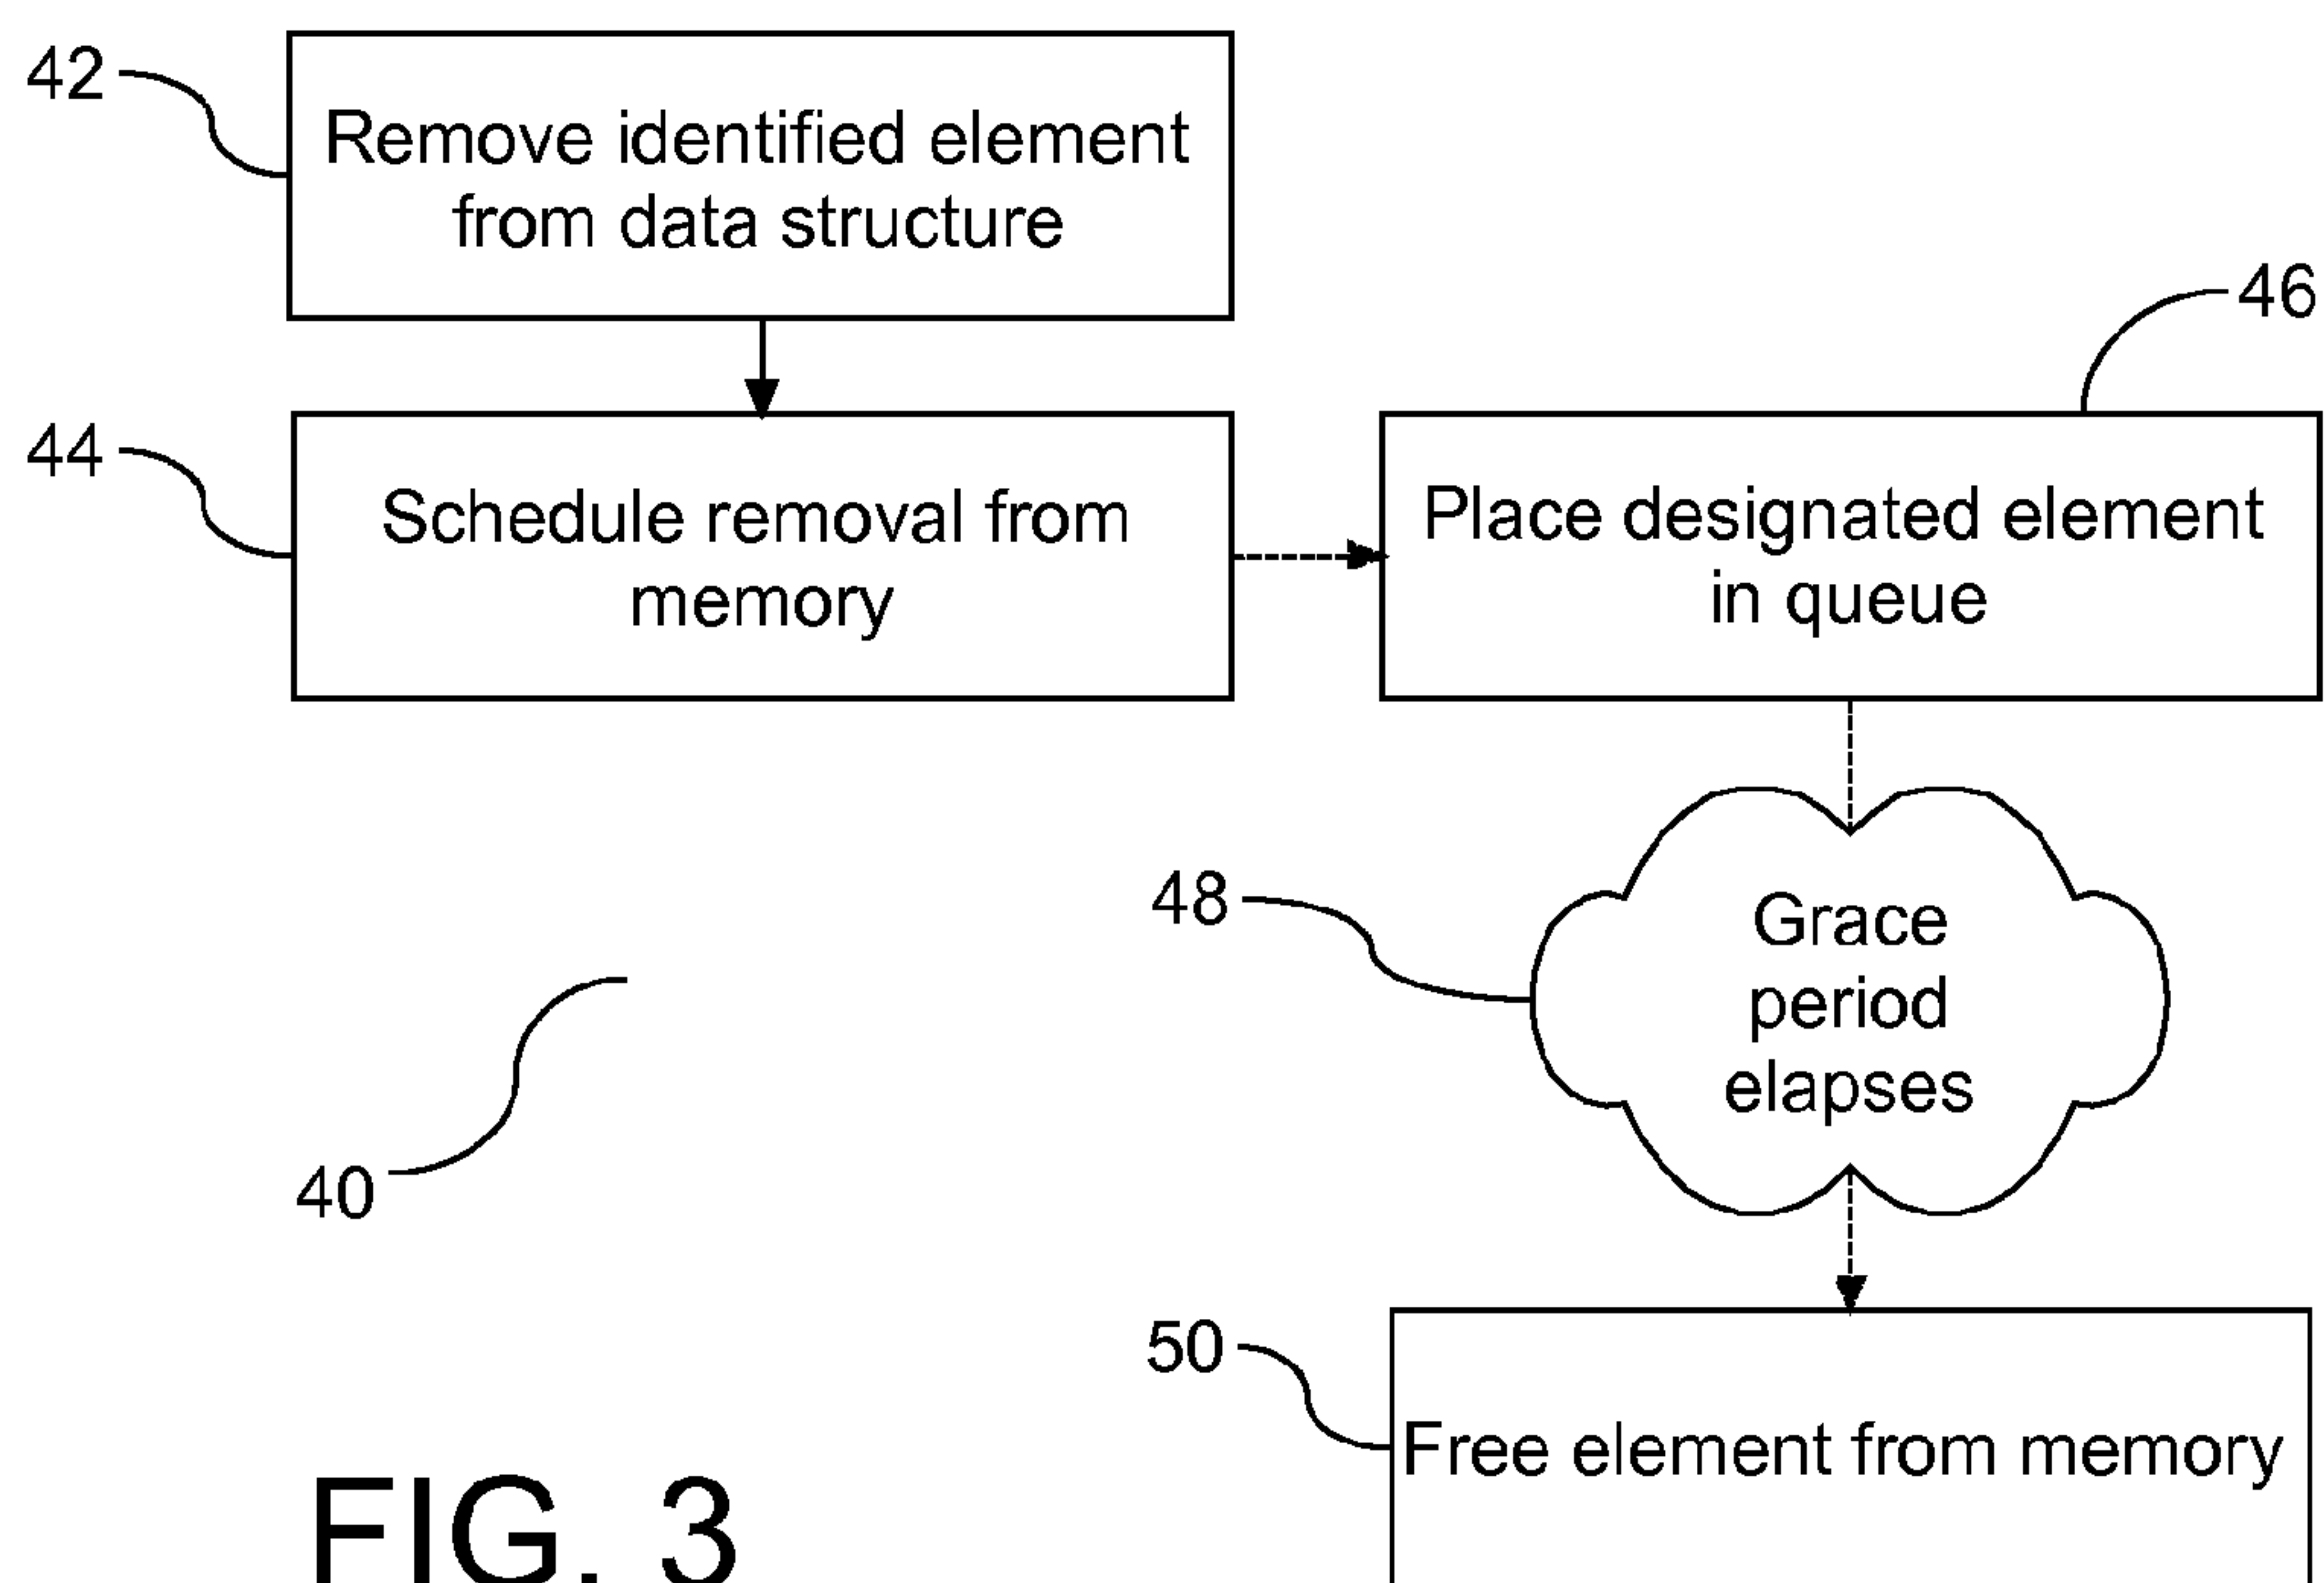 42
Remove identified element
from data structure
46
44
Schedule removal from
memory
Place designated element
in queue
48
Grace
period
elapses
40
50
Free element from memory
FIG. 3